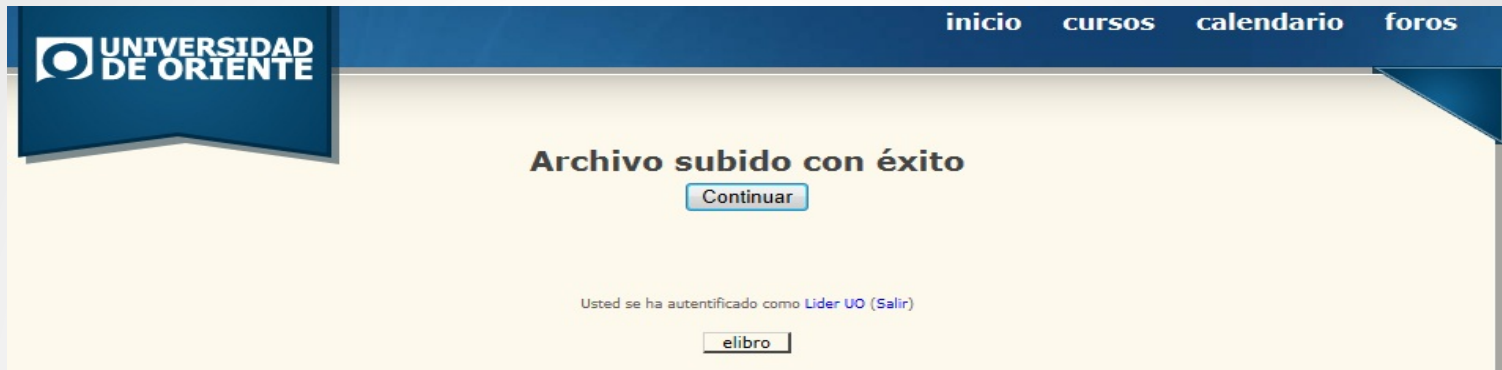 inicio cursos calendario foros
UNIVERSIDAD
DE ORIENTE
Archivo subido con éxito
Continuar
Usted se ha autentificado como Lider UO (Salir)
elibro